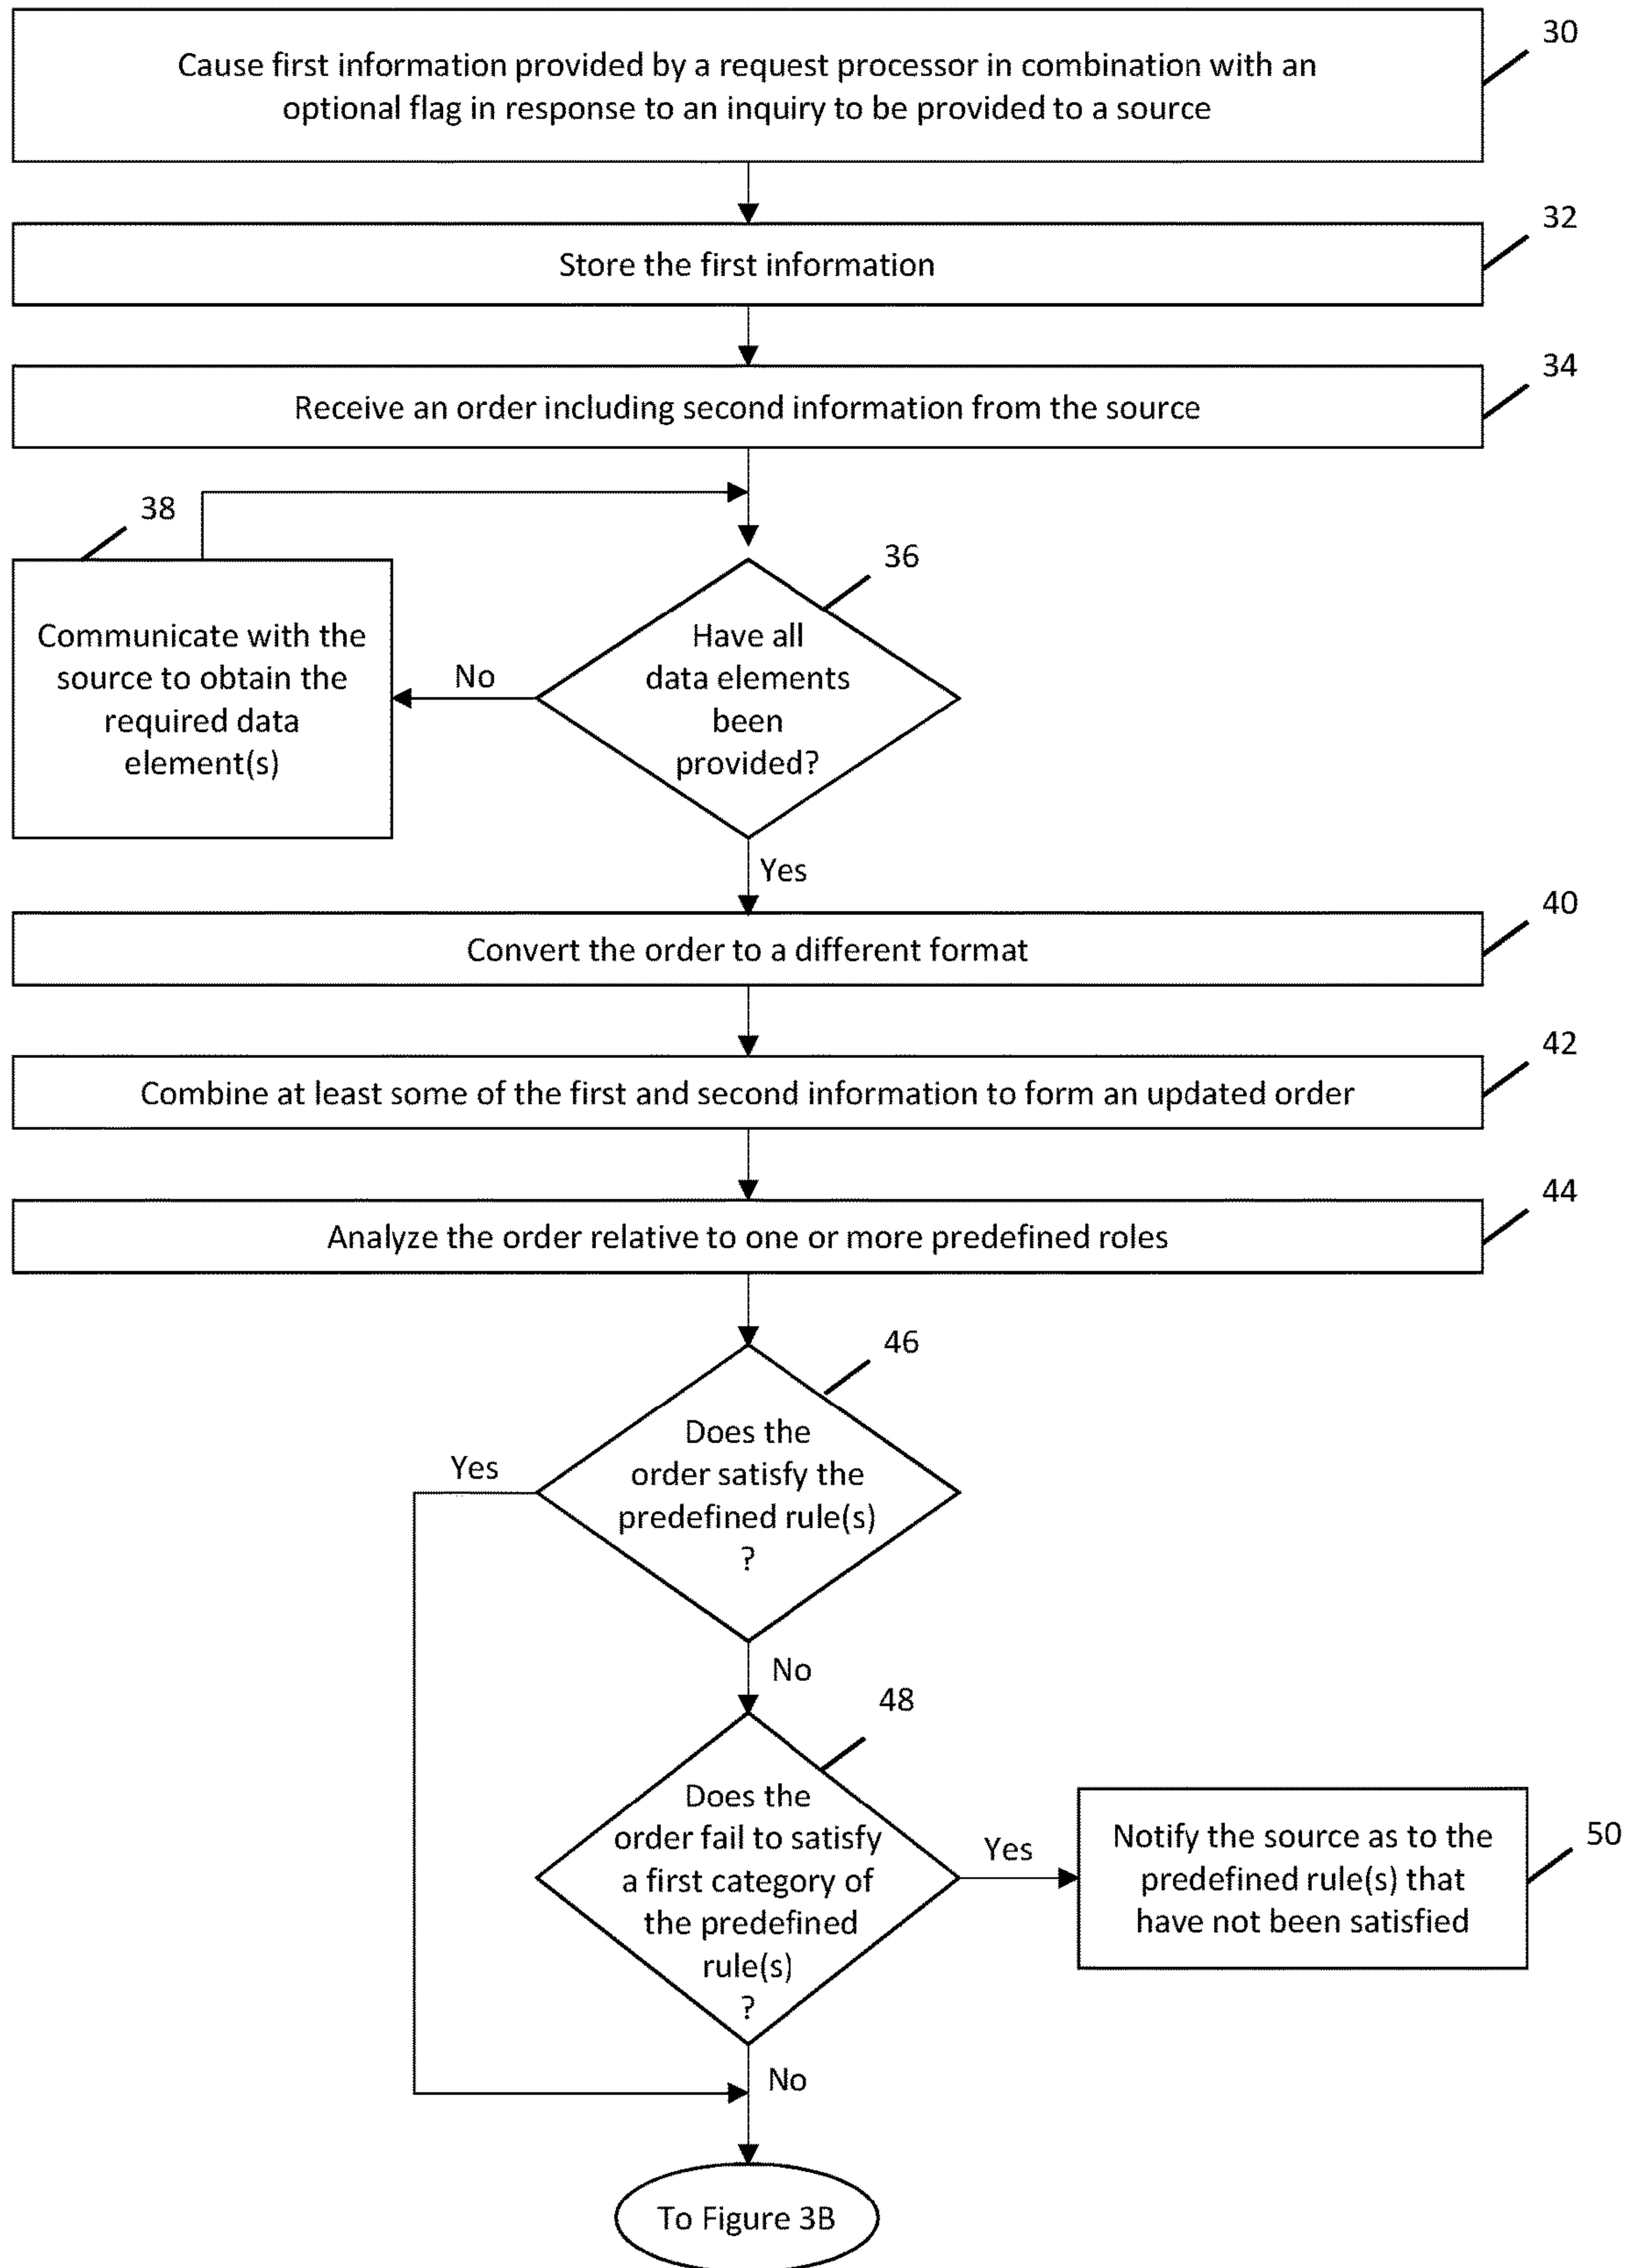 30
Cause first information provided by a request processor in combination with an
optional flag in response to an inquiry to be provided to a source
32
Store the first information
34
Receive an order including second information from the source
38
36
Communicate with the
source to obtain the
required data
element(s)
No
Have all
data elements
been
provided?
Yes
40
Convert the order to a different format
42
Combine at least some of the first and second information to form an updated order
44
Analyze the order relative to one or more predefined roles
46
Yes
Does the
order satisfy the
predefined rule(s)
?
No
48
Does the
order fail to satisfy
a first category of
the predefined
rule(s)
?
Yes
Notify the source as to the
predefined rule(s) that
have not been satisfied
50
No
To Figure 3B